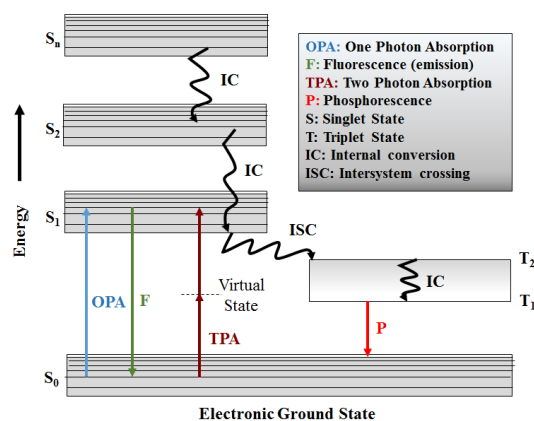 Sn
IC
S2
IC
S1
Energy
OPA
F
TPA
Virtual
State
ISC
IC
T2
T1
P
S0
Electronic Ground State
OPA: One Photon Absorption
F: Fluorescence (emission)
TPA: Two Photon Absorption
P: Phosphorescence
S: Singlet State
T: Triplet State
IC: Internal conversion
ISC: Intersystem crossing